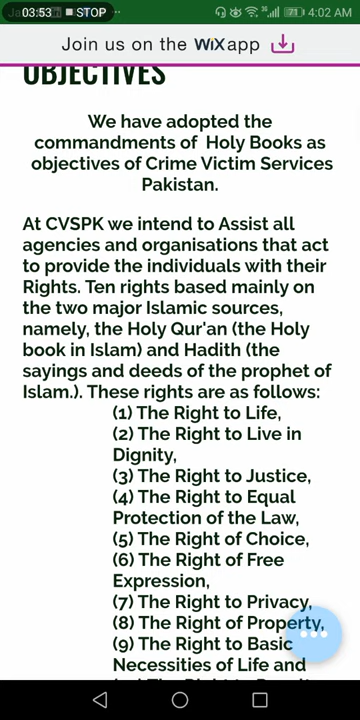 03:53 STOP
71 4:02 AM
Join us on the WiX app
OBJECTIVES
We have adopted the
commandments of Holy Books as
objectives of Crime Victim Services
Pakistan.
At CVSPK we intend to Assist all
agencies and organisations that act
to provide the individuals with their
Rights. Ten rights based mainly on
the two major Islamic sources,
namely, the Holy Qur'an (the Holy
book in Islam) and Hadith (the
sayings and deeds of the prophet of
Islam.). These rights are as follows:
(1) The Right to Life,
(2) The Right to Live in
Dignity,
(3) The Right to Justice,
(4) The Right to Equal
Protection of the Law,
(5) The Right of Choice,
(6) The Right of Free
Expression,
(7) The Right to Privacy,
(8) The Right of Property,
(9) The Right to Basic
Necessities of Life and